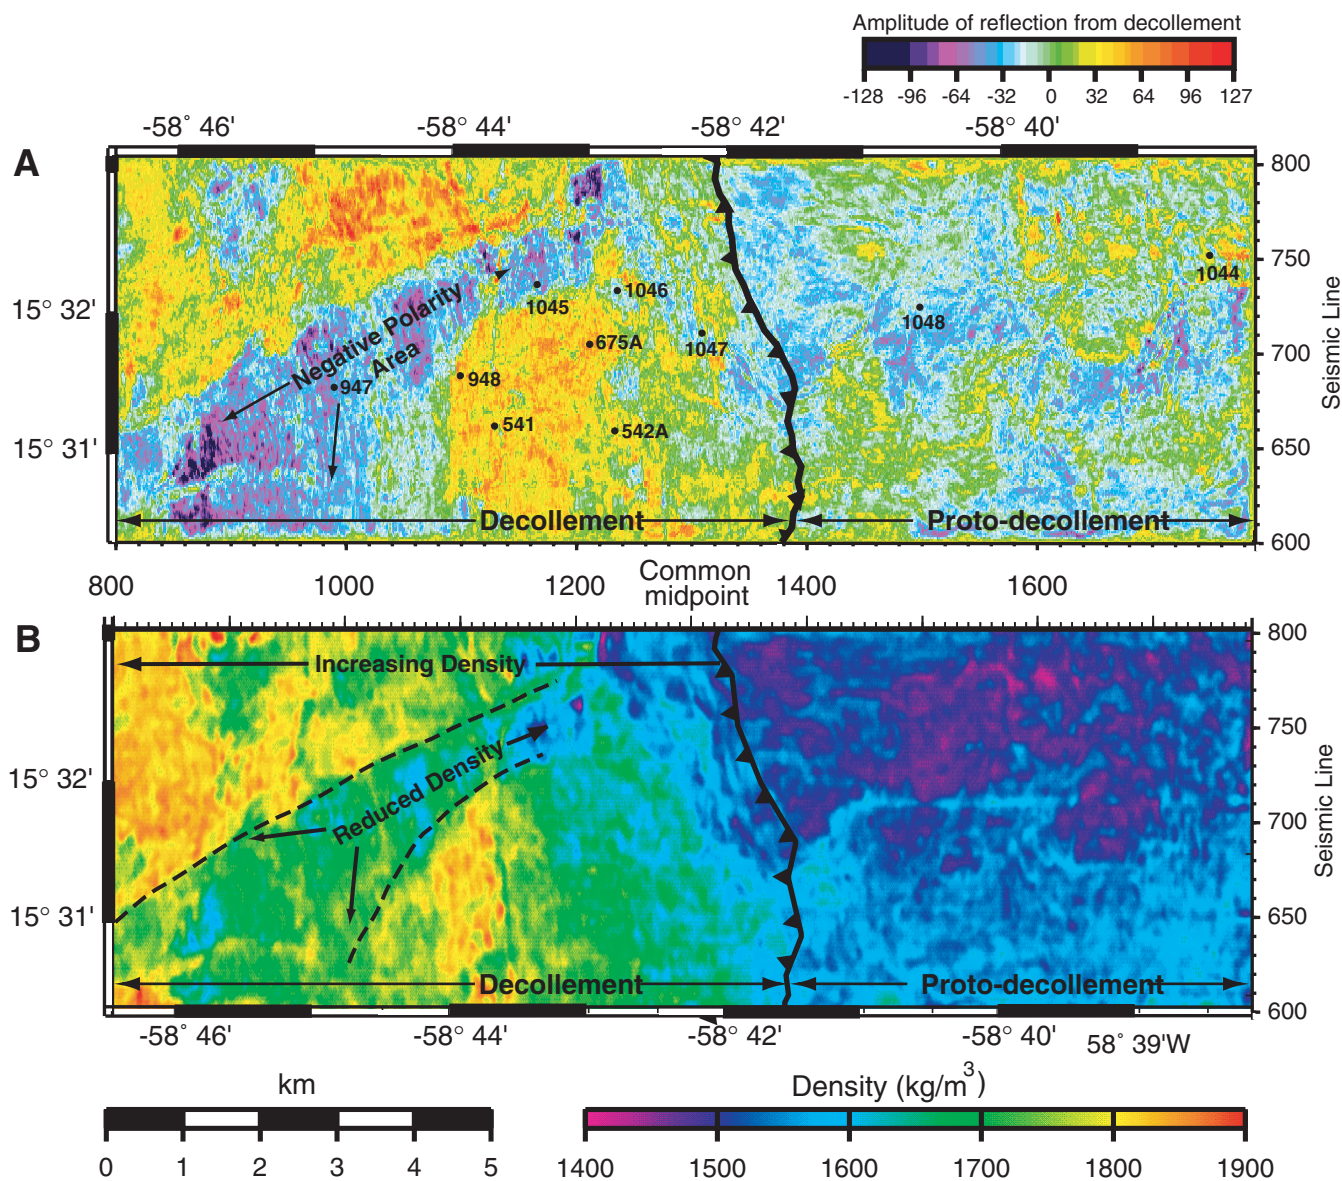 Amplitude of reflection from decollement
-128 -96 -64 -32 0 32 64 96 127
-58° 46' -58° 44' -58° 42' -58° 40'
A
800
750
700
650
600
Seismic Line
15° 32'
15° 31'
1044
1045
1046
1048
1047
675A
Negative Polarity
Area
947
948
541
542A
Decollement
Proto-decollement
800 1000 1200 Common midpoint 1400 1600
B
800
750
700
650
600
Seismic Line
Increasing Density
15° 32'
Reduced Density
15° 31'
Decollement
Proto-decollement
-58° 46' -58° 44' -58° 42' -58° 40' 58° 39'W
km
0 1 2 3 4 5
Density (kg/m³)
1400 1500 1600 1700 1800 1900